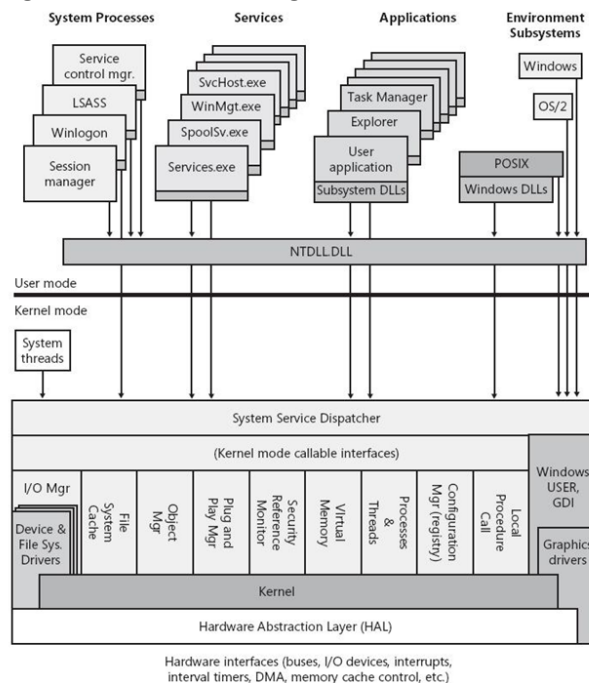 System Processes
Services
Applications
Environment
Subsystems
Service
control mgr.
LSASS
Winlogon
Session
manager
SvcHost.exe
WinMgt.exe
SpoolSv.exe
Services.exe
Task Manager
Explorer
User
application
Subsystem DLLs
Windows
OS/2
POSIX
Windows DLLs
NTDLL.DLL
User mode
Kernel mode
System
threads
System Service Dispatcher
(Kernel mode callable interfaces)
I/O Mgr
Device &
File Sys.
Drivers
File
System
Cache
Object
Mgr
Plug and
Play Mgr
Security
Reference
Monitor
Virtual
Memory
Processes
&
Threads
Configuration
Mgr (registry)
Local
Procedure
Call
Windows
USER,
GDI
Graphics
drivers
Kernel
Hardware Abstraction Layer (HAL)
Hardware interfaces (buses, I/O devices, interrupts,
interval timers, DMA, memory cache control, etc.)